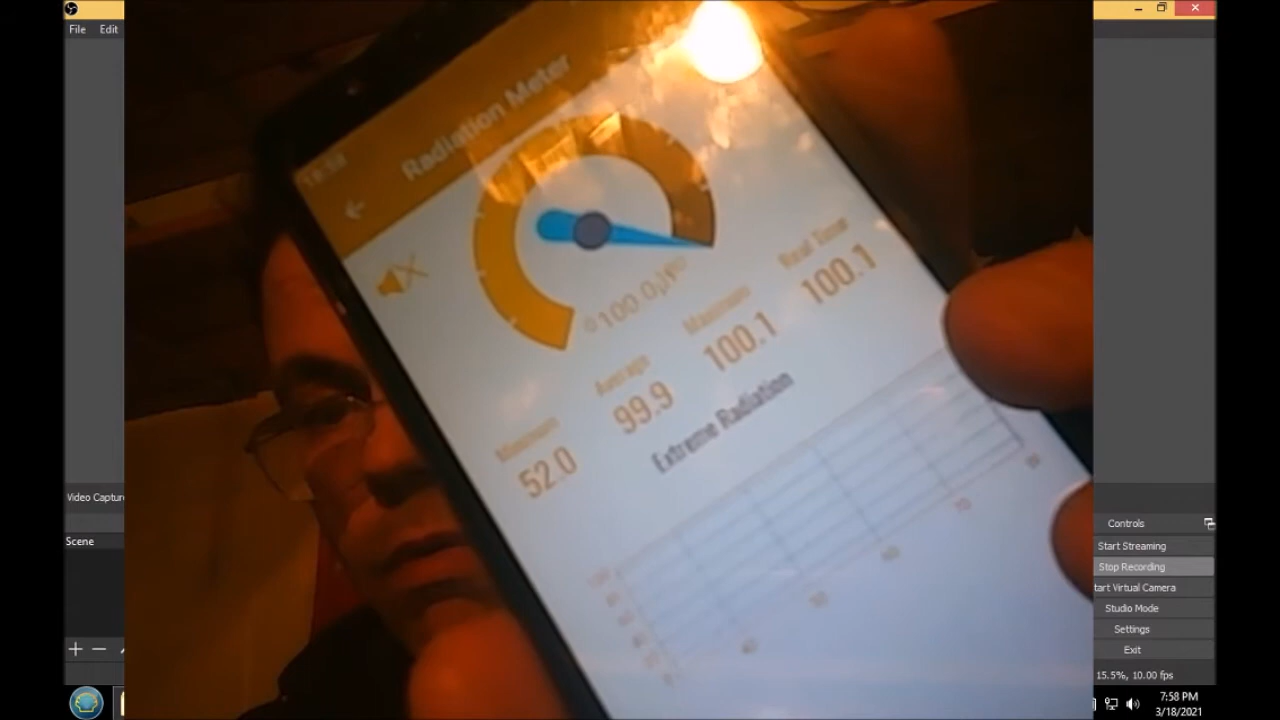 File Edit
Radiation Meter
Minimum
52.0
Average
99.9
Maximum
100.1
Real Time
100.1
Extreme Radiation
Video Captur
Scene
Controls
Start Streaming
Stop Recording
tart Virtual Camera
Studio Mode
Settings
Exit
15.5%, 10.00 fps
7:58 PM
3/18/2021